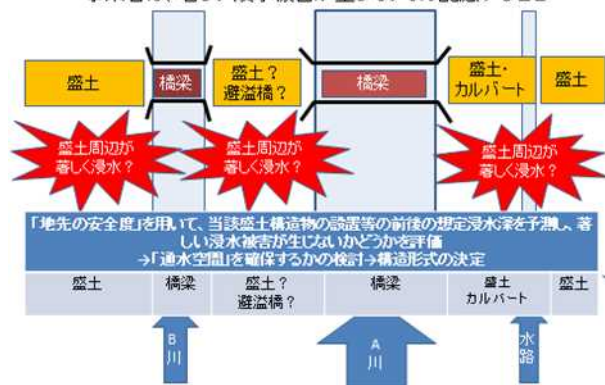 盛土
橋梁
盛土？
避溢橋？
橋梁
盛土・
カルバート
盛土
盛土周辺が
著しく浸水？
盛土周辺が
著しく浸水？
盛土周辺が
著しく浸水？
「地先の安全度」を用いて、当該盛土構造物の設置等の前後の想定浸水深を予測し、著
しい浸水被害が生じないかどうかを評価
→「通水空間」を確保するかの検討→構造形式の決定
盛土
橋梁
盛土？
避溢橋？
橋梁
盛土
カルバート
盛土
B
川
A
川
水
路